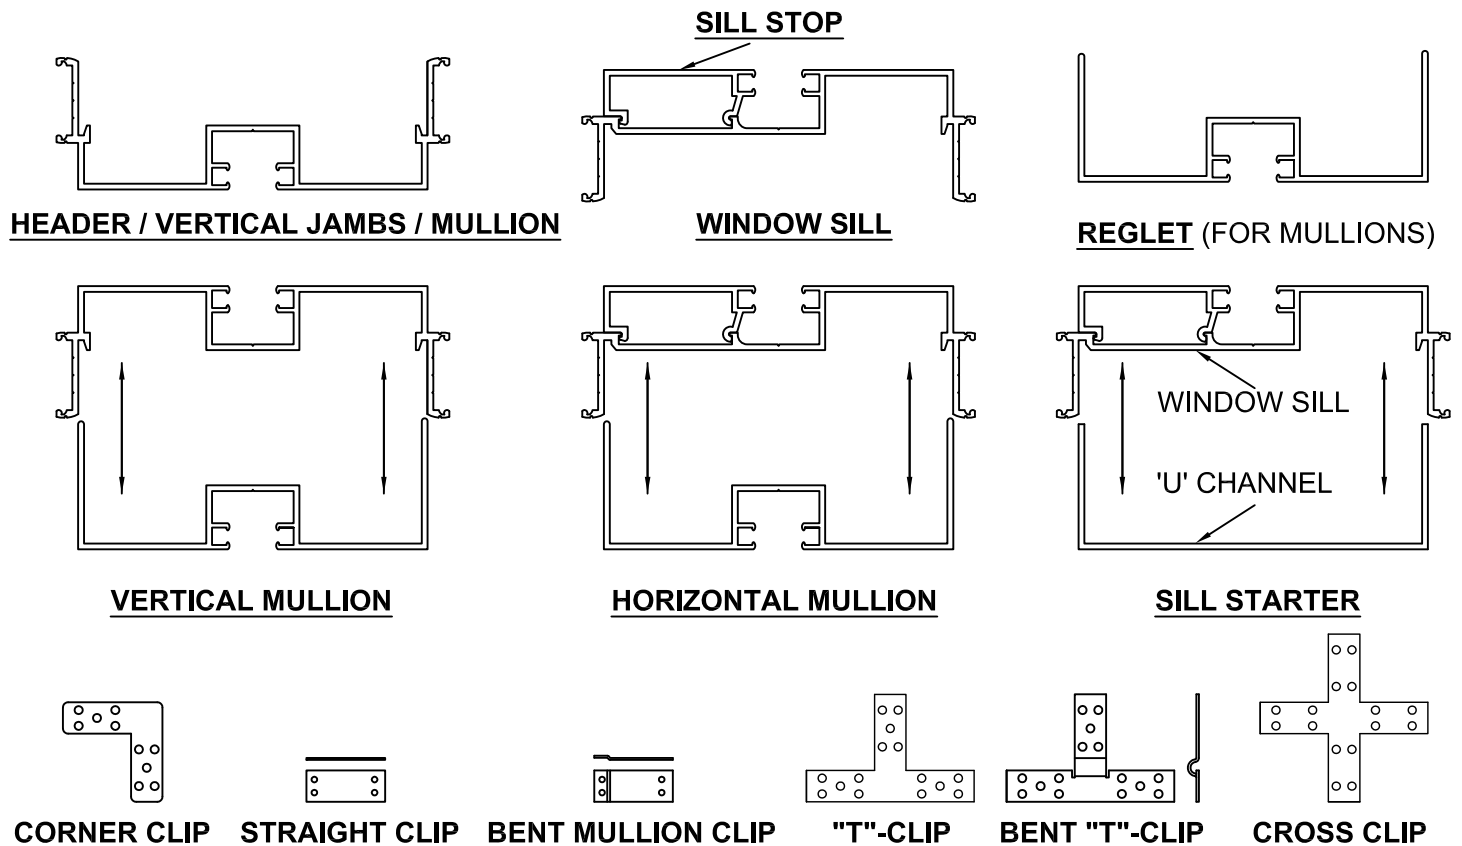 SILL STOP
HEADER / VERTICAL JAMBS / MULLION
WINDOW SILL
REGLET (FOR MULLIONS)
WINDOW SILL
'U' CHANNEL
VERTICAL MULLION
HORIZONTAL MULLION
SILL STARTER
CORNER CLIP
STRAIGHT CLIP
BENT MULLION CLIP
"T"-CLIP
BENT "T"-CLIP
CROSS CLIP